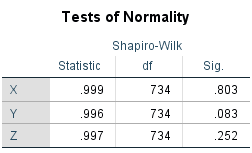 Tests of Normality
Shapiro-Wilk
Statistic df Sig.
X .999 734 .803
Y .996 734 .083
Z .997 734 .252